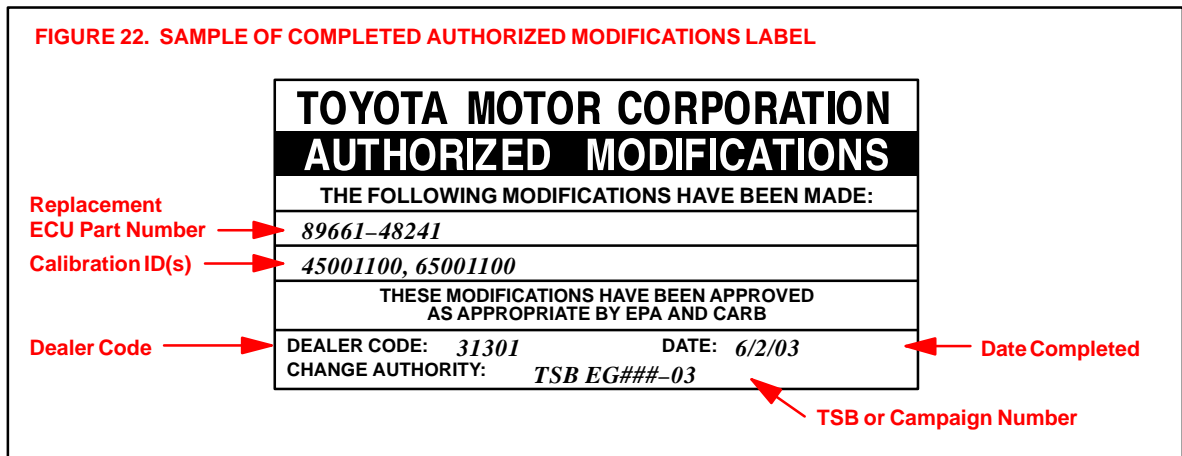 FIGURE 22. SAMPLE OF COMPLETED AUTHORIZED MODIFICATIONS LABEL
TOYOTA MOTOR CORPORATION
AUTHORIZED MODIFICATIONS
THE FOLLOWING MODIFICATIONS HAVE BEEN MADE:
Replacement
ECU Part Number
89661–48241
Calibration ID(s)
45001100, 65001100
THESE MODIFICATIONS HAVE BEEN APPROVED
AS APPROPRIATE BY EPA AND CARB
Dealer Code
DEALER CODE: 31301 DATE: 6/2/03
Date Completed
CHANGE AUTHORITY: TSB EG###–03
TSB or Campaign Number